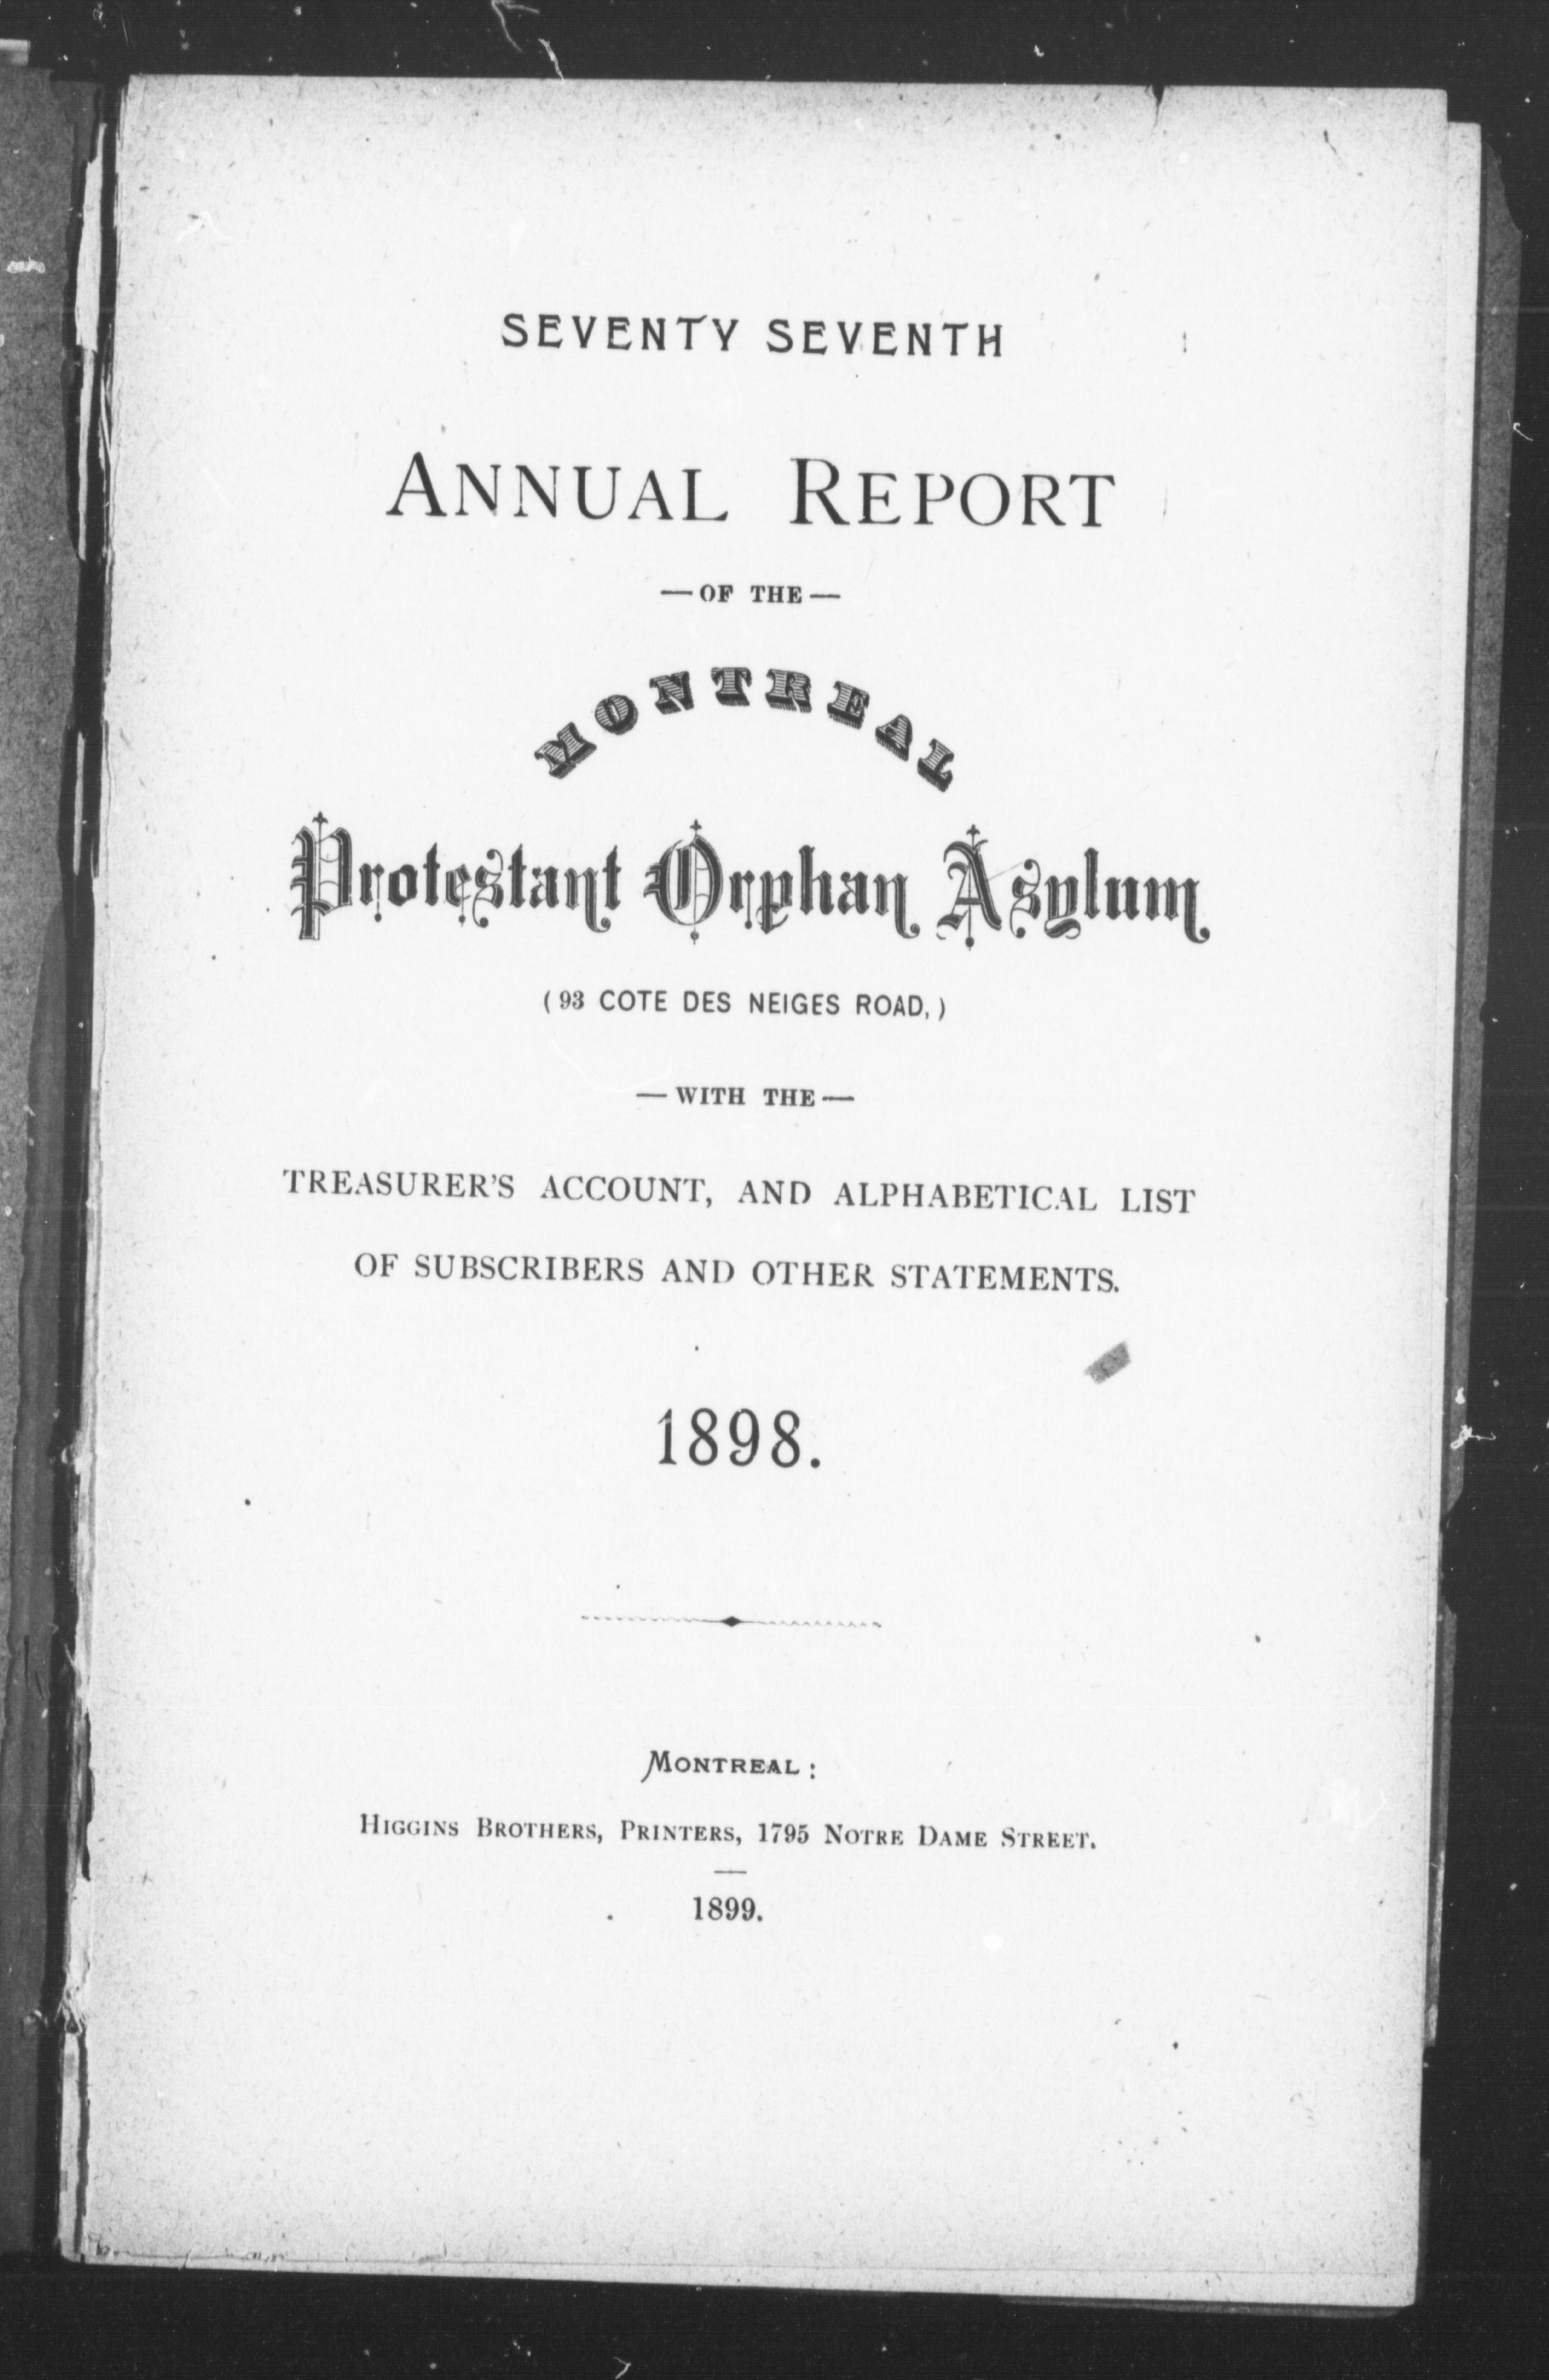 SEVENTY SEVENTH
ANNUAL REPORT
— OF THE —
MONTREAL
Protestant Orphan Asylum
( 93 COTE DES NEIGES ROAD, )
— WITH THE —
TREASURER'S ACCOUNT, AND ALPHABETICAL LIST
OF SUBSCRIBERS AND OTHER STATEMENTS.
1898.
MONTREAL :
HIGGINS BROTHERS, PRINTERS, 1795 NOTRE DAME STREET.
1899.